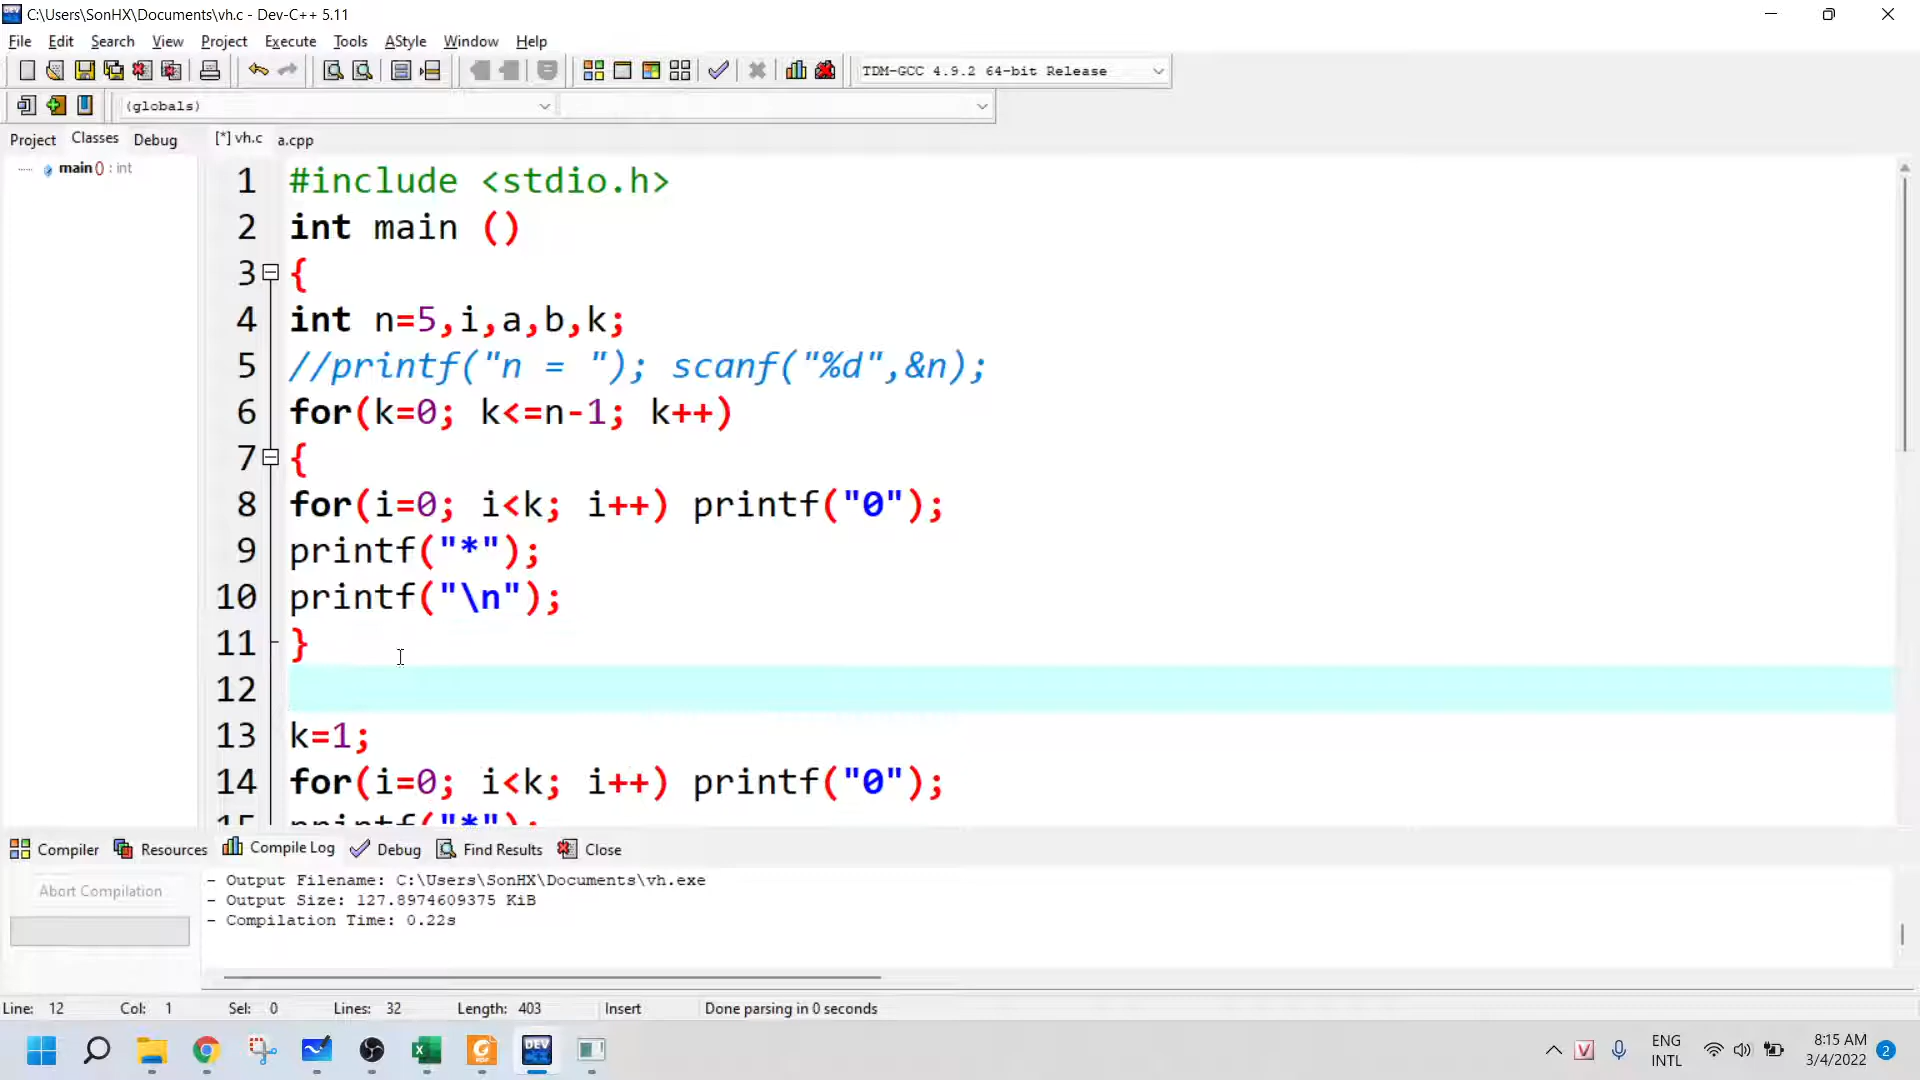 C:\Users\SonHX\Documents\vh.c - Dev-C++ 5.11
File Edit Search View Project Execute Tools AStyle Window Help
TDM-GCC 4.9.2 64-bit Release
(globals)
Project Classes Debug [*] vh.c a.cpp
main () : int
1 #include <stdio.h>
2 int main ()
3 {
4 int n=5,i,a,b,k;
5 //printf("n = "); scanf("%d",&n);
6 for(k=0; k<=n-1; k++)
7 {
8 for(i=0; i<k; i++) printf("0");
9 printf("*");
10 printf("\n");
11 }
12
13 k=1;
14 for(i=0; i<k; i++) printf("0");
15 printf("*");
Compiler Resources Compile Log Debug Find Results Close
Abort Compilation
- Output Filename: C:\Users\SonHX\Documents\vh.exe
- Output Size: 127.8974609375 KiB
- Compilation Time: 0.22s
Line: 12 Col: 1 Sel: 0 Lines: 32 Length: 403 Insert Done parsing in 0 seconds
DEV
ENG
INTL
8:15 AM
3/4/2022
2